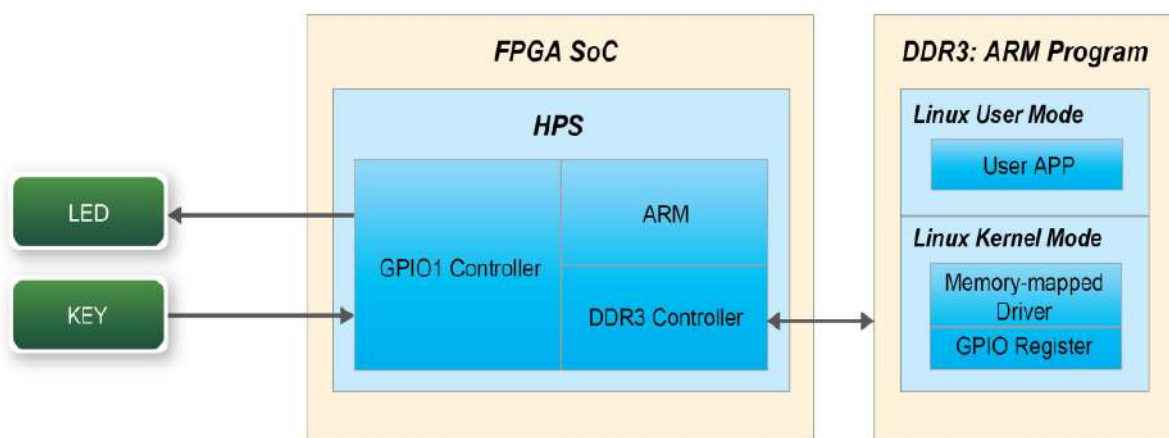 FPGA SoC
HPS
LED
KEY
GPIO1 Controller
ARM
DDR3 Controller
DDR3: ARM Program
Linux User Mode
User APP
Linux Kernel Mode
Memory-mapped
Driver
GPIO Register